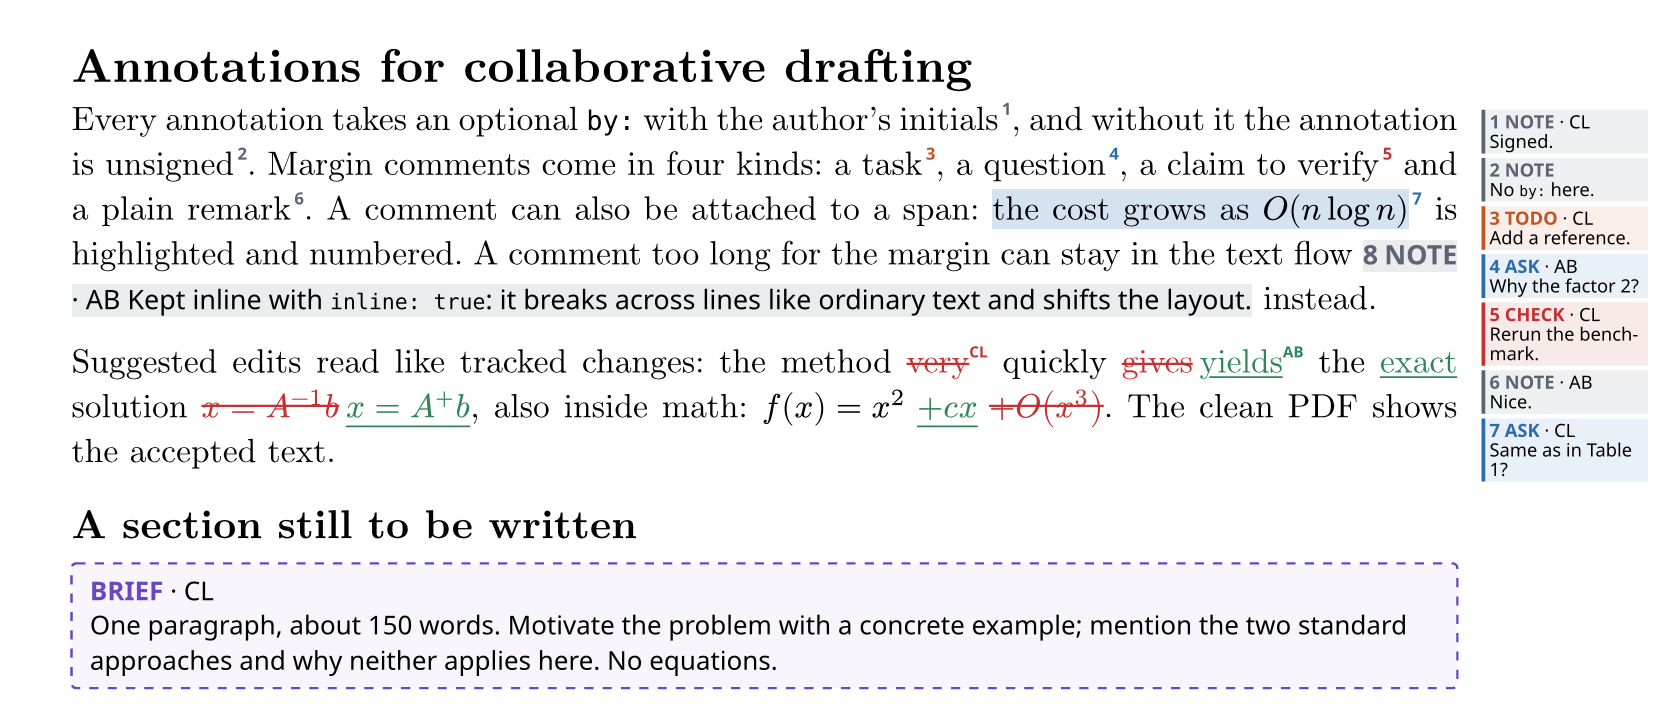 Annotations for collaborative drafting
Every annotation takes an optional by: with the author's initials¹, and without it the annotation
is unsigned². Margin comments come in four kinds: a task³, a question⁴, a claim to verify⁵ and
a plain remark⁶. A comment can also be attached to a span: the cost grows as O(n log n)⁷ is
highlighted and numbered. A comment too long for the margin can stay in the text flow 8 NOTE
· AB Kept inline with inline: true: it breaks across lines like ordinary text and shifts the layout. instead.
Suggested edits read like tracked changes: the method very CL quickly gives yields AB the exact
solution x = A⁻¹b x = A⁺b, also inside math: f(x) = x² +cx +O(x³). The clean PDF shows
the accepted text.
A section still to be written
BRIEF · CL
One paragraph, about 150 words. Motivate the problem with a concrete example; mention the two standard
approaches and why neither applies here. No equations.
1 NOTE · CL
Signed.
2 NOTE
No by: here.
3 TODO · CL
Add a reference.
4 ASK · AB
Why the factor 2?
5 CHECK · CL
Rerun the bench-
mark.
6 NOTE · AB
Nice.
7 ASK · CL
Same as in Table
1?